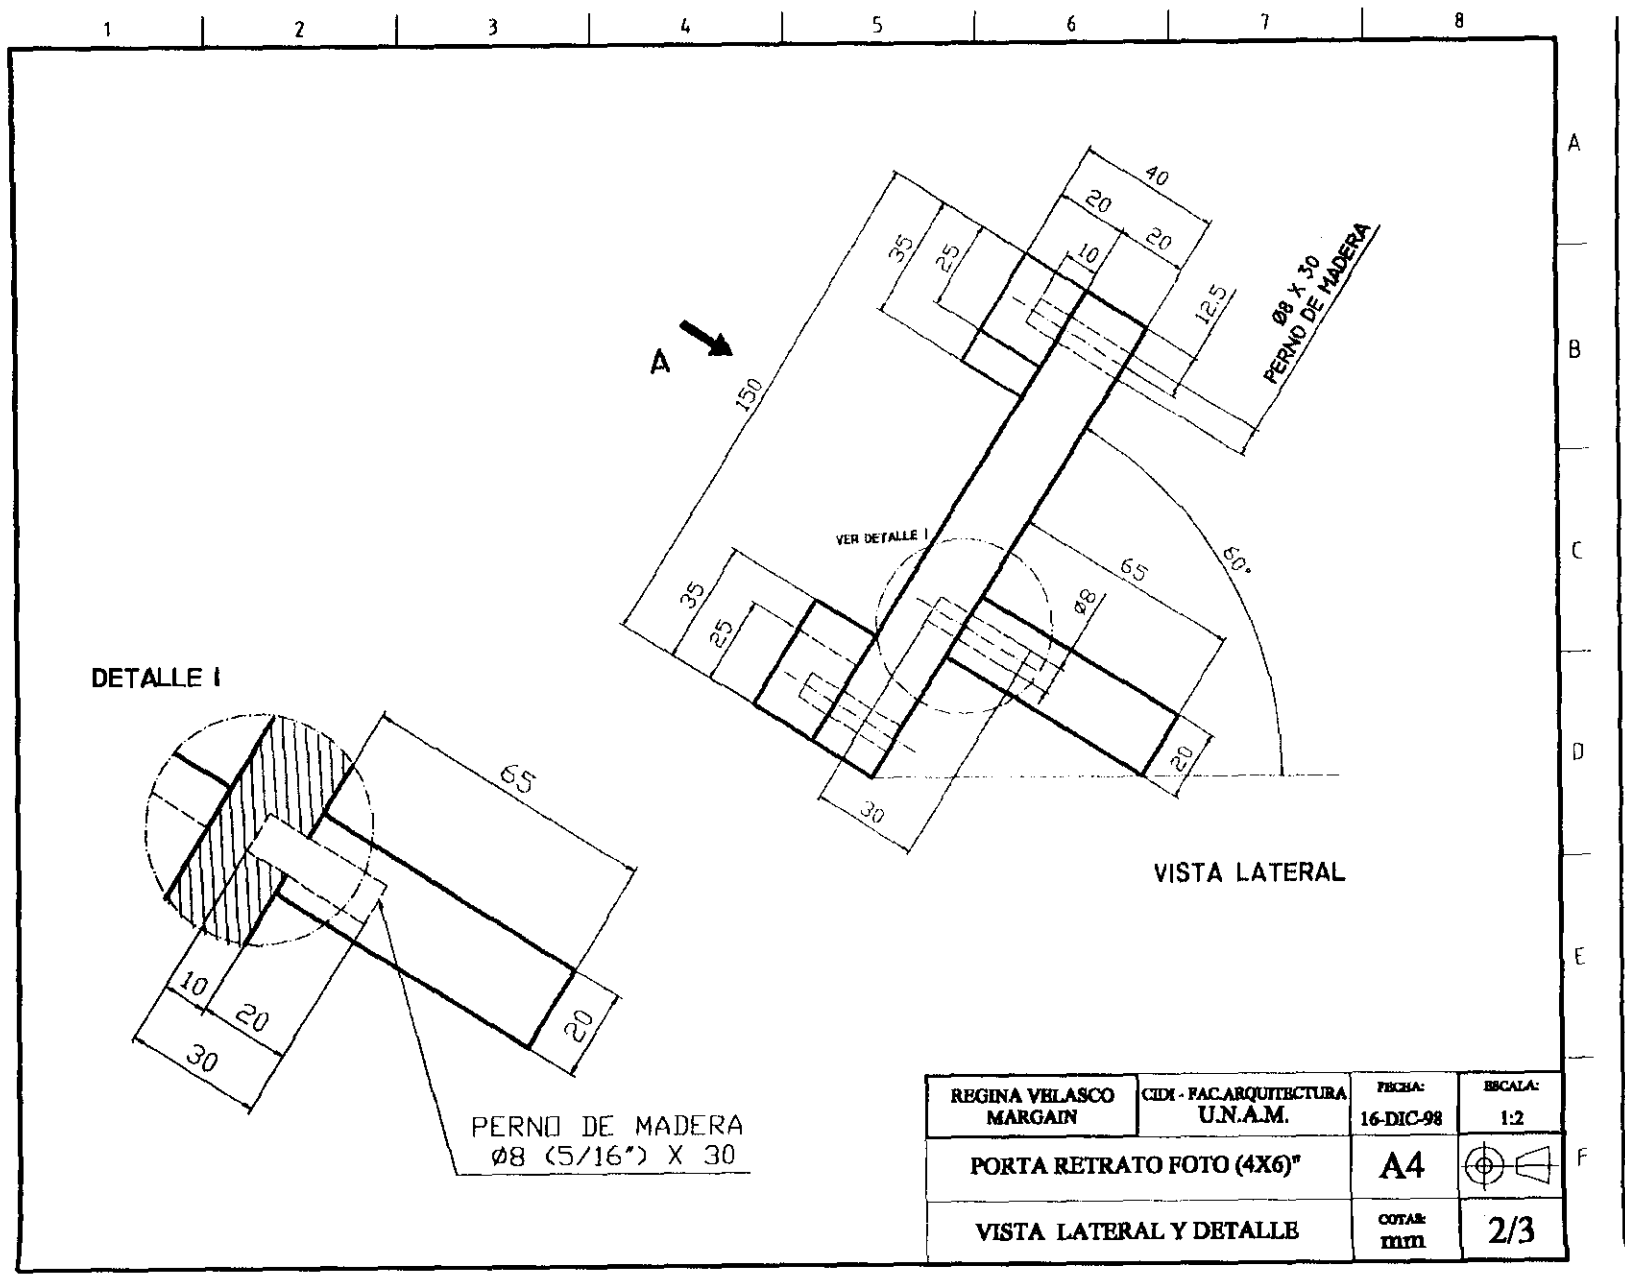 1 2 3 4 5 6 7 8
A
B
C
D
E
F
40
20
20
10
35
25
12.5
Ø8 X 30
PERNO DE MADERA
A
150
VER DETALLE I
60°
65
Ø8
35
25
20
30
VISTA LATERAL
DETALLE I
65
10
20
30
20
PERNO DE MADERA
Ø8 (5/16") X 30
REGINA VELASCO
MARGAIN
CIDI - FAC.ARQUITECTURA
U.N.A.M.
FECHA:
16-DIC-98
ESCALA:
1:2
PORTA RETRATO FOTO (4X6)"
A4
VISTA LATERAL Y DETALLE
COTAS:
mm
2/3